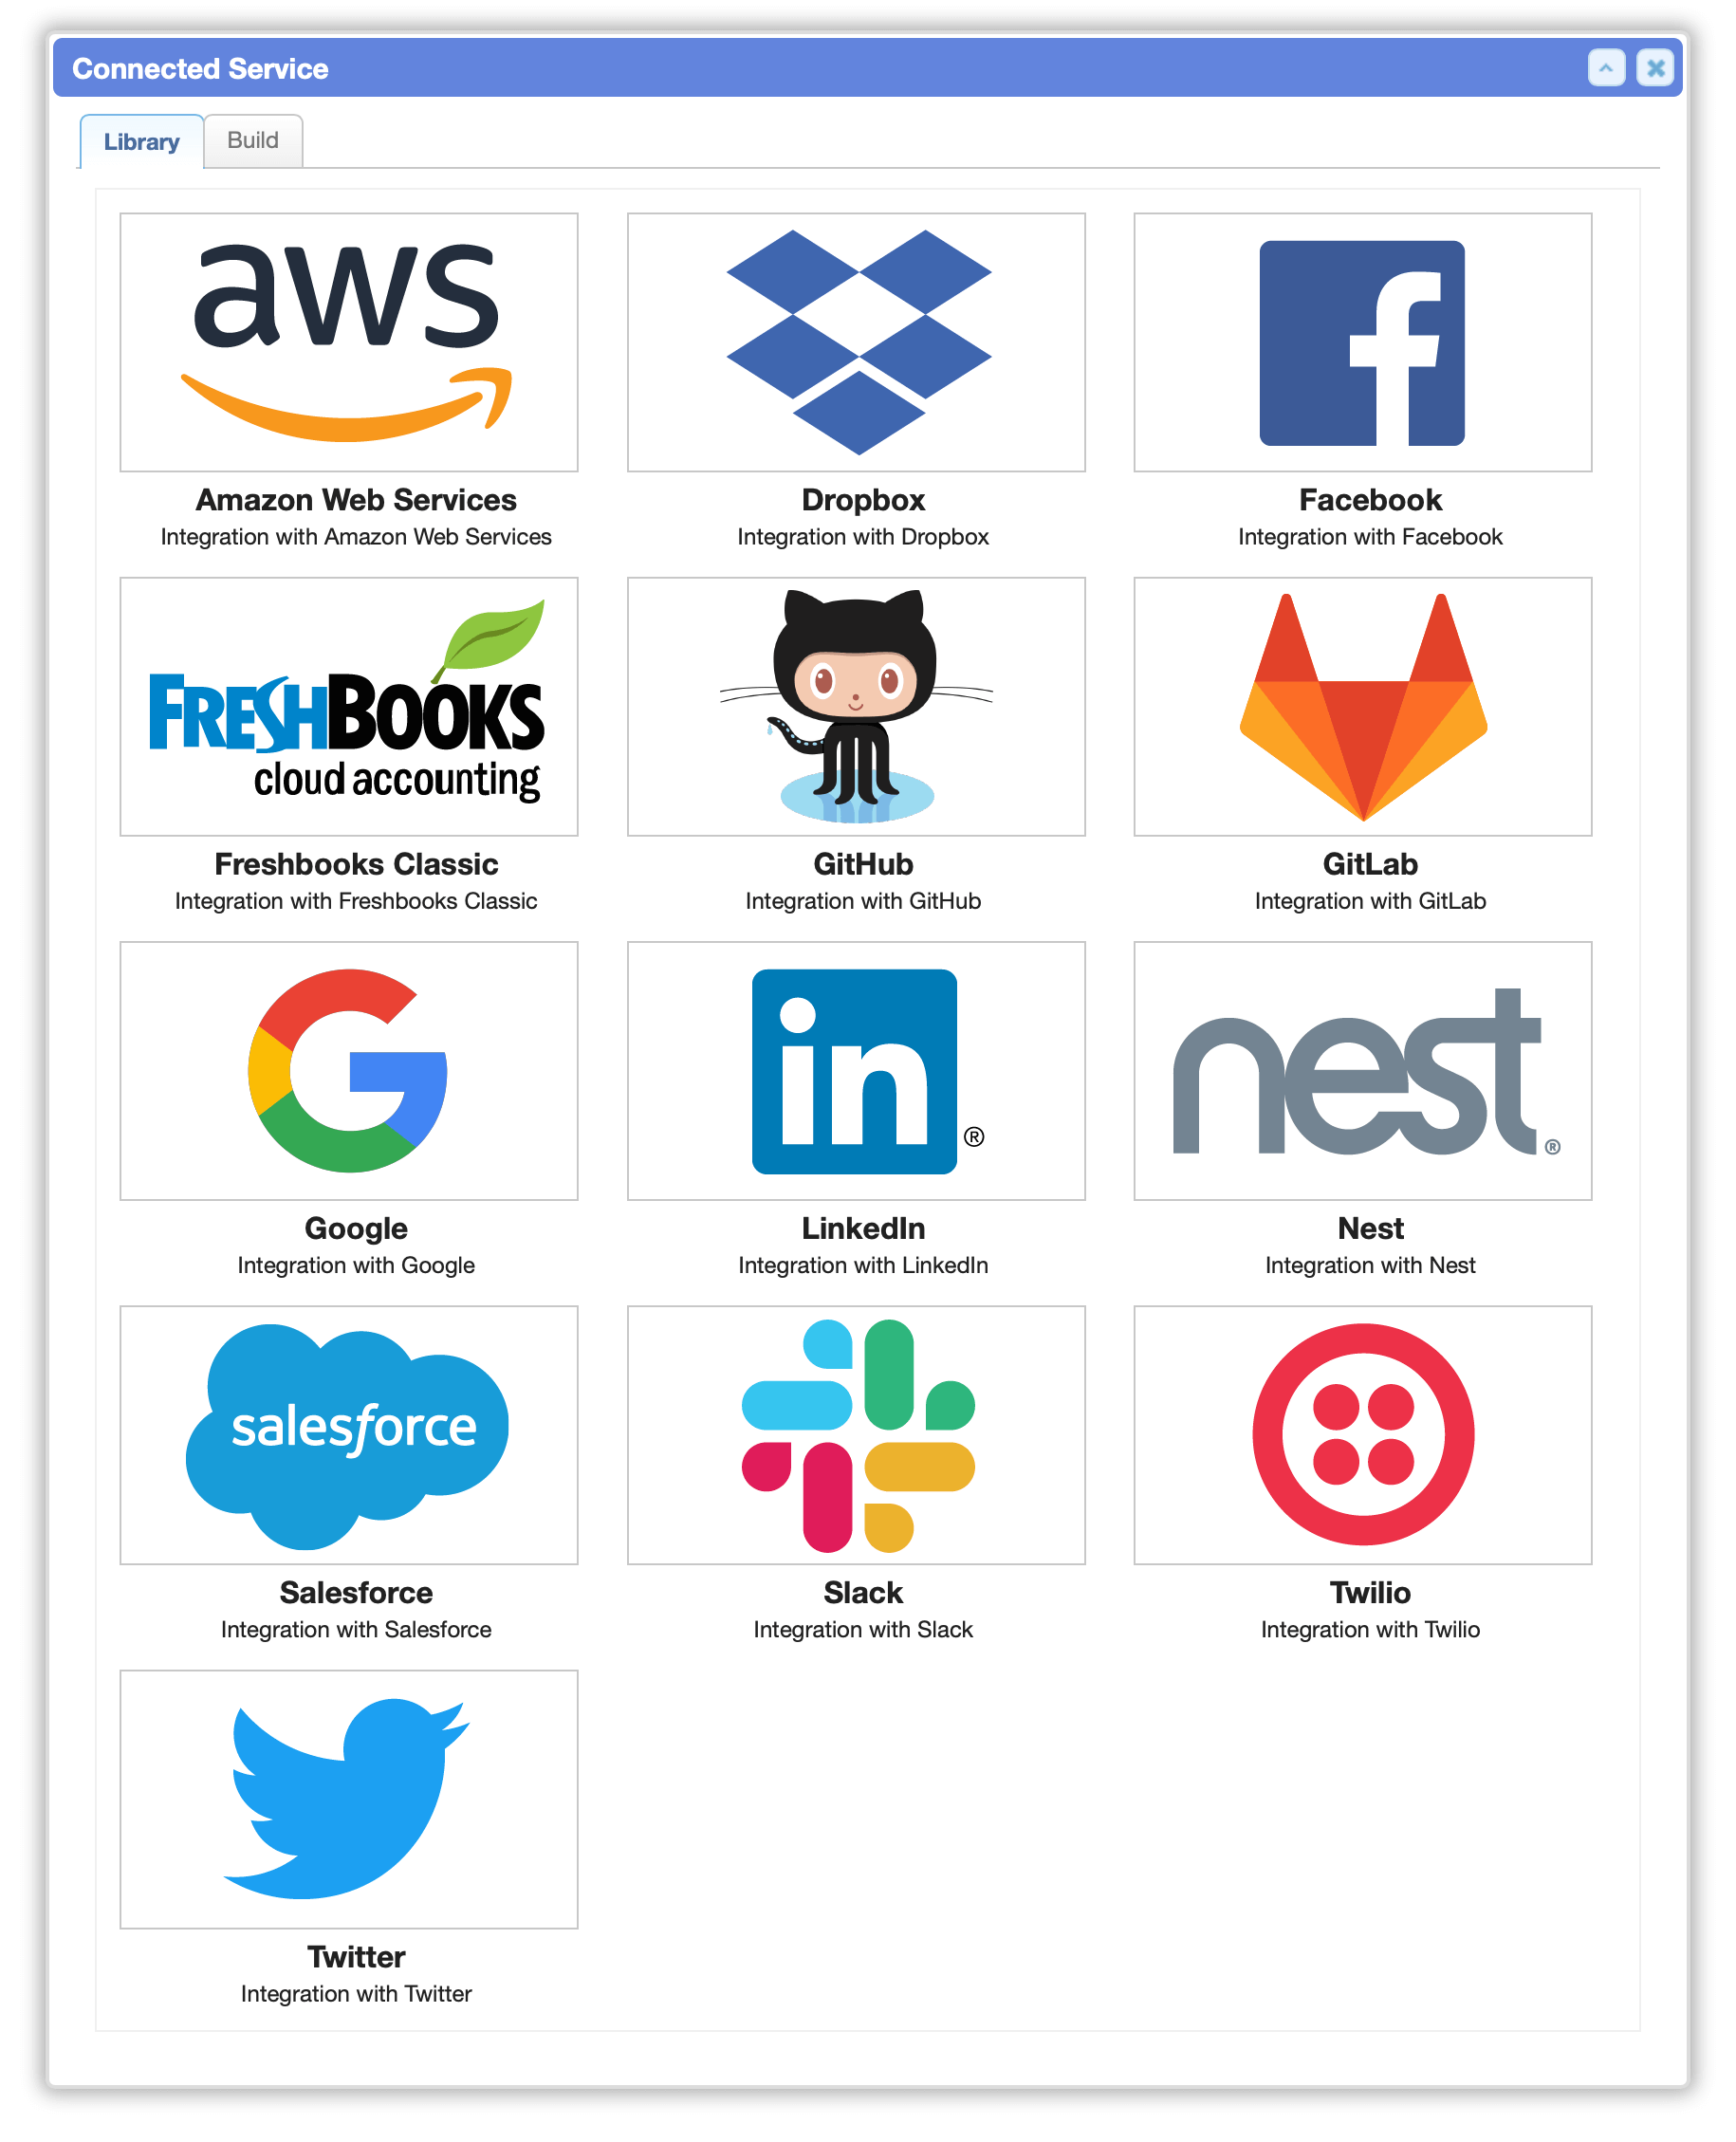 Connected Service
Library
Build
aws
Amazon Web Services
Integration with Amazon Web Services
Dropbox
Integration with Dropbox
f
Facebook
Integration with Facebook
FRESHBOOKS
cloud accounting
Freshbooks Classic
Integration with Freshbooks Classic
GitHub
Integration with GitHub
GitLab
Integration with GitLab
G
Google
Integration with Google
in®
LinkedIn
Integration with LinkedIn
nest®
Nest
Integration with Nest
salesforce
Salesforce
Integration with Salesforce
Slack
Integration with Slack
Twilio
Integration with Twilio
Twitter
Integration with Twitter